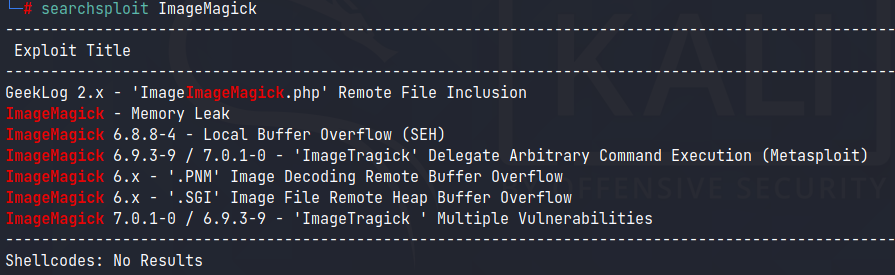 └─# searchsploit ImageMagick
--------------------------------------------------------------------------------------------------
Exploit Title
--------------------------------------------------------------------------------------------------
GeekLog 2.x - 'ImageImageMagick.php' Remote File Inclusion
ImageMagick - Memory Leak
ImageMagick 6.8.8-4 - Local Buffer Overflow (SEH)
ImageMagick 6.9.3-9 / 7.0.1-0 - 'ImageTragick' Delegate Arbitrary Command Execution (Metasploit)
ImageMagick 6.x - '.PNM' Image Decoding Remote Buffer Overflow
ImageMagick 6.x - '.SGI' Image File Remote Heap Buffer Overflow
ImageMagick 7.0.1-0 / 6.9.3-9 - 'ImageTragick ' Multiple Vulnerabilities
--------------------------------------------------------------------------------------------------
Shellcodes: No Results
KALI
OFFENSIVE SECURITY